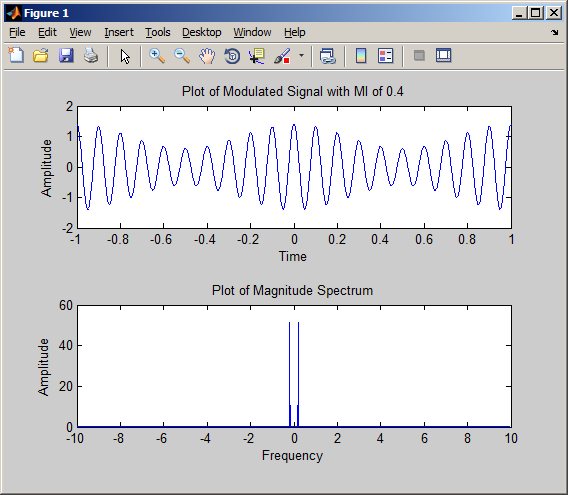 Figure 1
File Edit View Insert Tools Desktop Window Help
Plot of Modulated Signal with MI of 0.4
2
1
0
-1
-2
Amplitude
-1 -0.8 -0.6 -0.4 -0.2 0 0.2 0.4 0.6 0.8 1
Time
Plot of Magnitude Spectrum
60
40
20
0
Amplitude
-10 -8 -6 -4 -2 0 2 4 6 8 10
Frequency